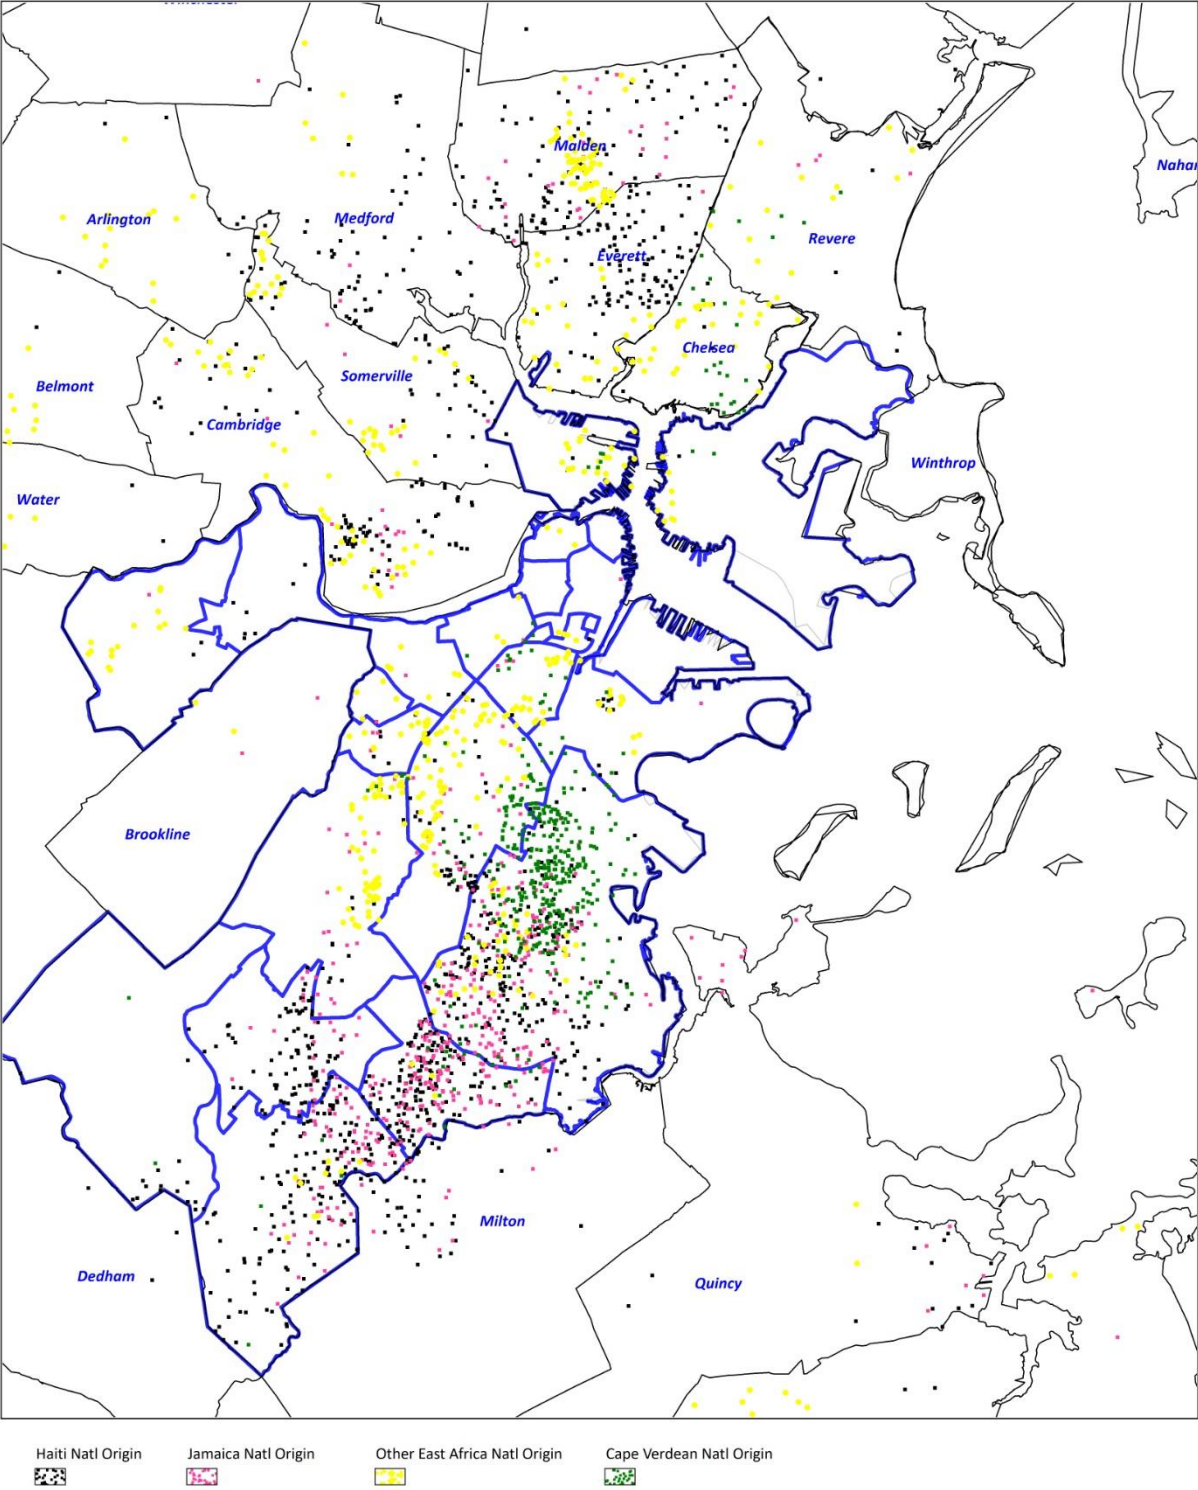 Malden
Arlington
Medford
Revere
Everett
Chelsea
Somerville
Belmont
Cambridge
Winthrop
Water
Brookline
Milton
Dedham
Quincy
Haiti Natl Origin
Jamaica Natl Origin
Other East Africa Natl Origin
Cape Verdean Natl Origin